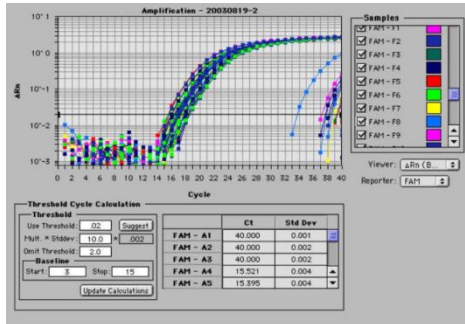 Amplification - 20030819-2
10^1
10^0
10^-1
10^-2
10^-3
ΔRn
0 2 4 6 8 10 12 14 16 18 20 22 24 26 28 30 32 34 36 38 40
Cycle
Samples
FAM - F1
FAM - F2
FAM - F3
FAM - F4
FAM - F5
FAM - F6
FAM - F7
FAM - F8
FAM - F9
Viewer: ΔRn (B...
Reporter: FAM
Threshold Cycle Calculation
Threshold
Use Threshold: .02 Suggest
Mult. * Stddev: 10.0 * .002
Omit Threshold: 2.0
Baseline
Start: 3 Stop: 15
Update Calculations
Ct Std Dev
FAM - A1 40.000 0.001
FAM - A2 40.000 0.002
FAM - A3 40.000 0.002
FAM - A4 15.521 0.004
FAM - A5 15.395 0.004